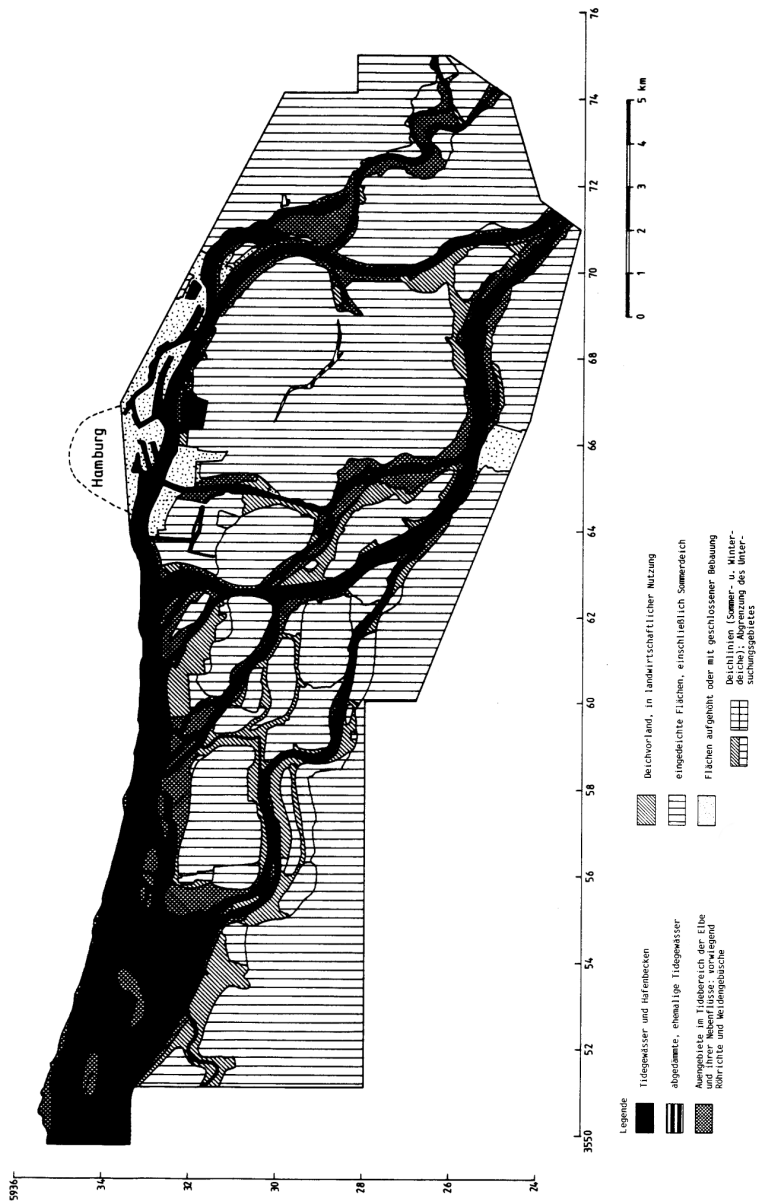 Hamburg
5936
34
32
30
28
26
24
3550
52
54
56
58
60
62
64
66
68
70
72
74
76
0
1
2
3
4
5 km
Legende
Tidegewässer und Hafenbecken
abgedämmte, ehemalige Tidegewässer
Auengebiete im Tidebereich der Elbe
und ihrer Nebenflüsse: vorwiegend
Röhrichte und Weidengebüsche
Deichvorland, in landwirtschaftlicher Nutzung
eingedeichte Flächen, einschließlich Sommerdeich
Flächen aufgehöht oder mit geschlossener Bebauung
Deichlinien (Sommer- u. Winter-
deiche); Abgrenzung des Unter-
suchungsgebietes